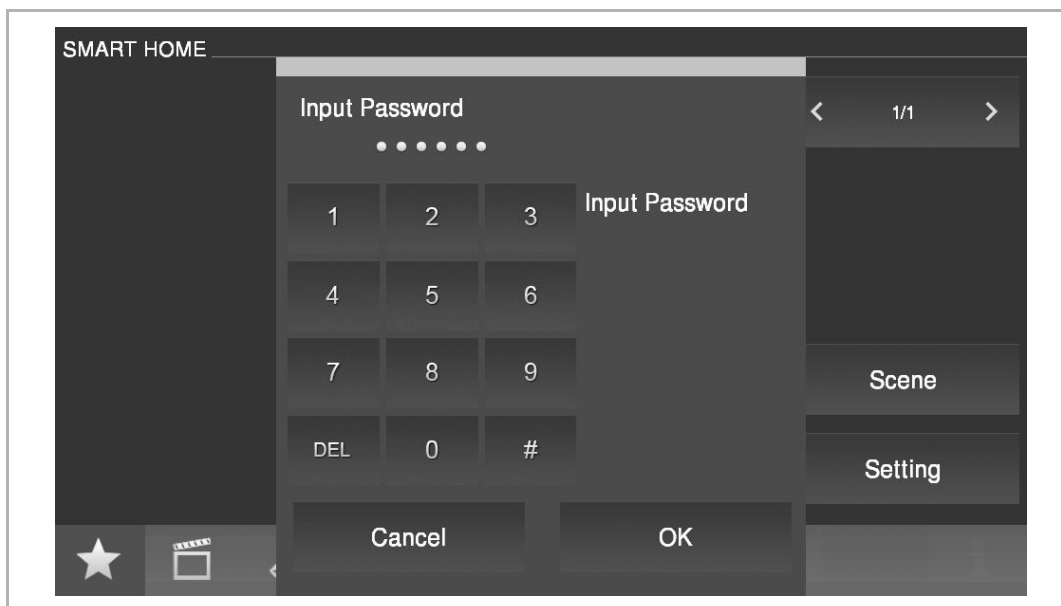 SMART HOME
Input Password
< 1/1 >
Input Password
1 2 3
4 5 6
7 8 9
Scene
DEL 0 #
Setting
Cancel OK